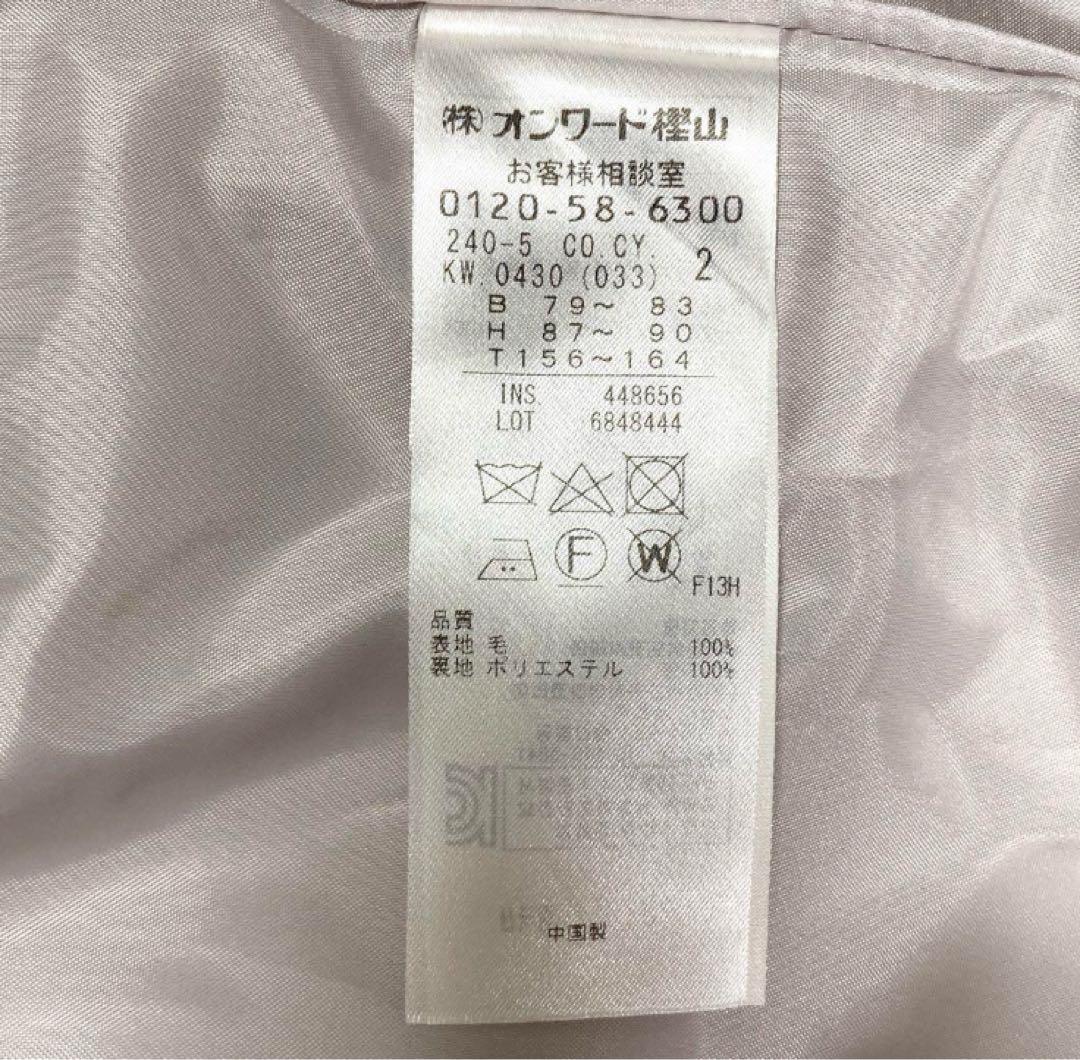 (株)オンワード樫山
お客様相談室
0120-58-6300
240-5 CO.CY. 2
KW.0430 (033)
B 79～ 83
H 87～ 90
T156～164
INS. 448656
LOT 6848444
F
W
F13H
品質
表地 毛 100%
裏地 ポリエステル 100%
中国製